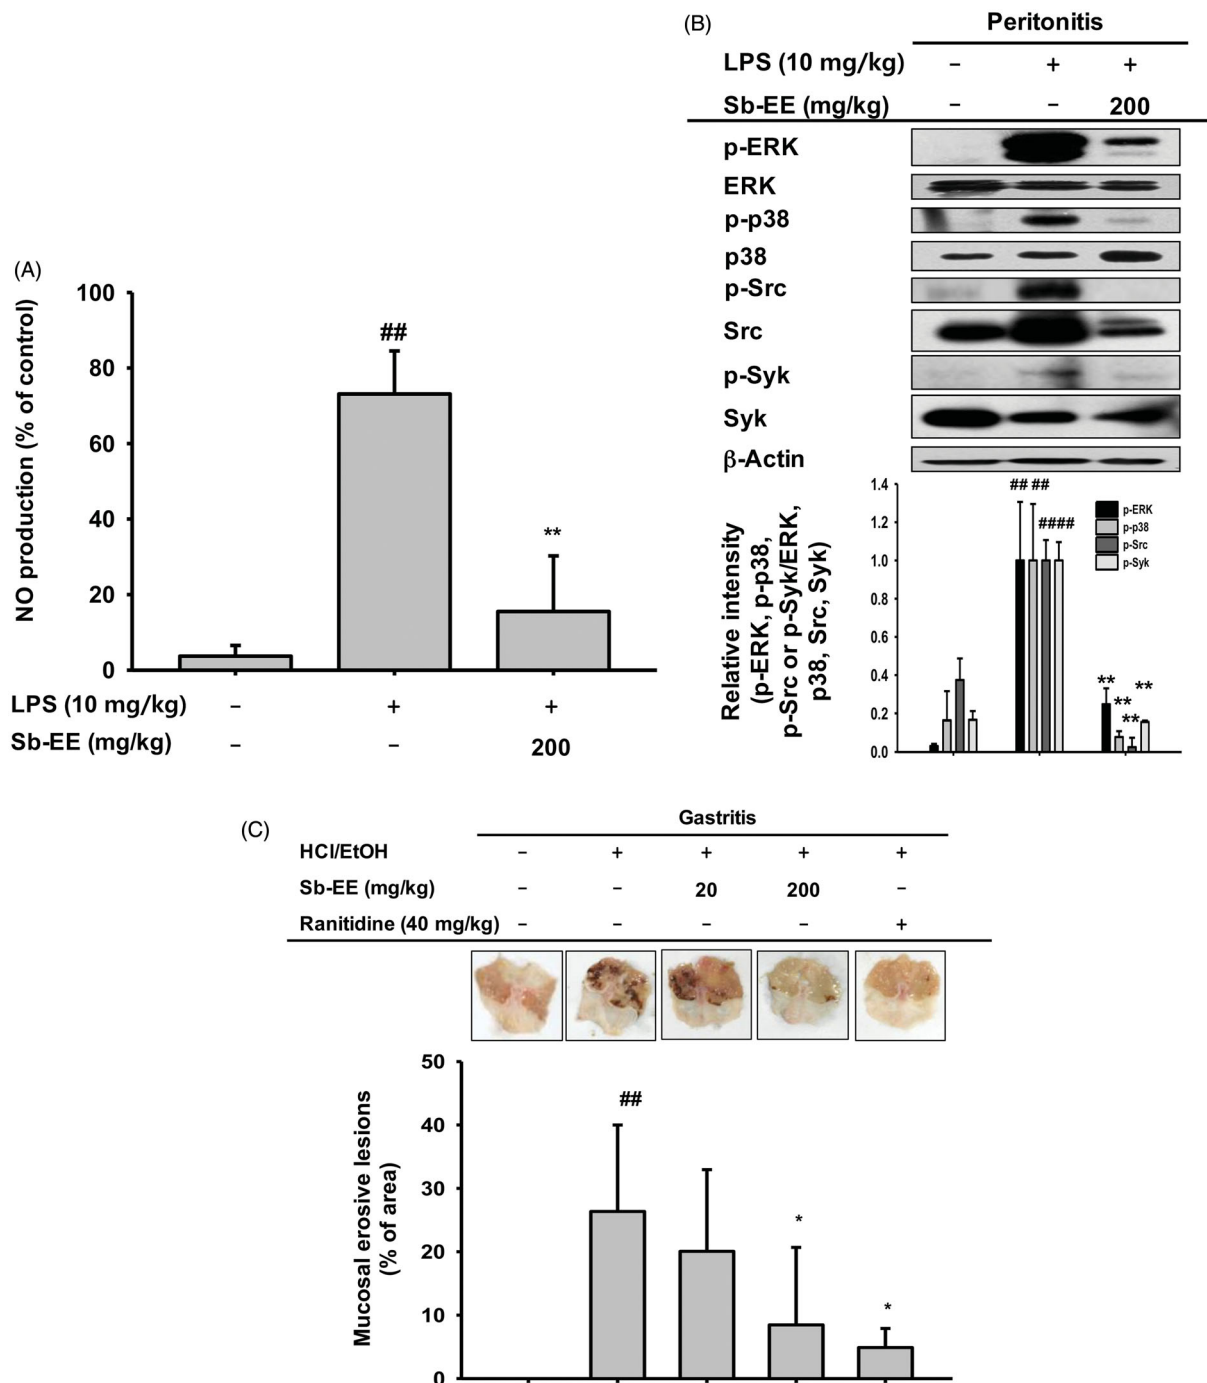 (A)
NO production (% of control)
100
80
60
40
20
0
##
**
LPS (10 mg/kg) – + +
Sb-EE (mg/kg) – – 200
(B)
Peritonitis
LPS (10 mg/kg) – + +
Sb-EE (mg/kg) – – 200
p-ERK
ERK
p-p38
p38
p-Src
Src
p-Syk
Syk
β-Actin
Relative intensity
(p-ERK, p-p38,
p-Src or p-Syk/ERK,
p38, Src, Syk)
1.4
1.2
1.0
0.8
0.6
0.4
0.2
0.0
## ##
####
**
**
**
**
p-ERK
p-p38
p-Src
p-Syk
(C)
Gastritis
HCl/EtOH – + + + +
Sb-EE (mg/kg) – – 20 200 –
Ranitidine (40 mg/kg) – – – – +
Mucosal erosive lesions
(% of area)
50
40
30
20
10
0
##
*
*